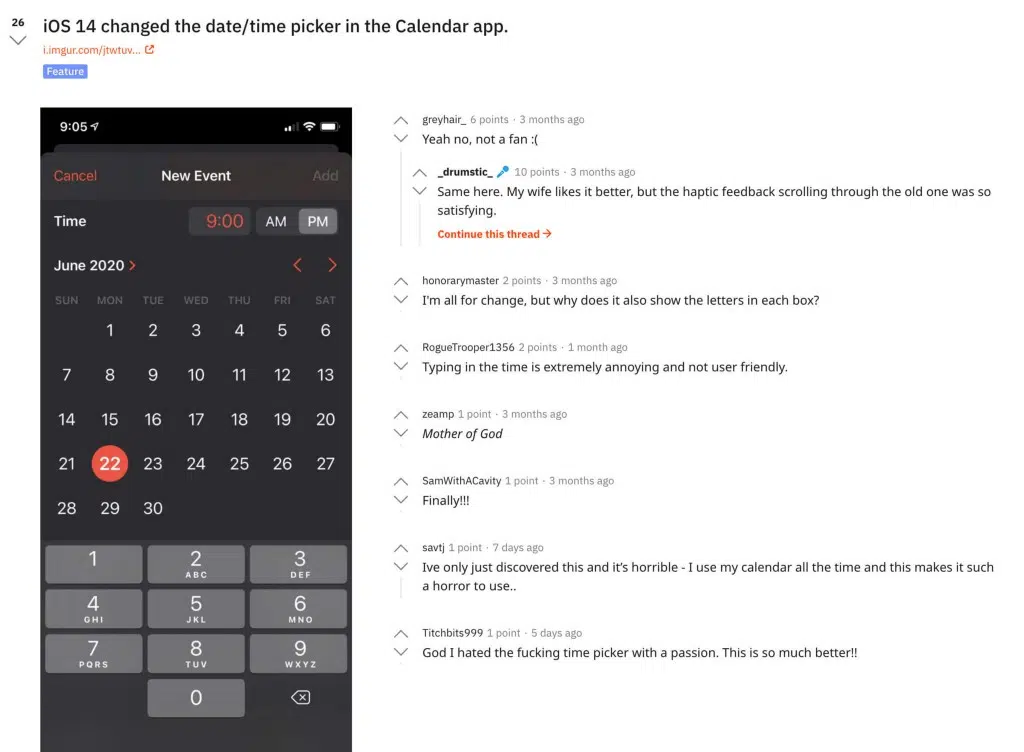 26
iOS 14 changed the date/time picker in the Calendar app.
i.imgur.com/jtwtuv...
Feature
9:05
Cancel New Event Add
Time 9:00 AM PM
June 2020
SUN MON TUE WED THU FRI SAT
1 2 3 4 5 6
7 8 9 10 11 12 13
14 15 16 17 18 19 20
21 22 23 24 25 26 27
28 29 30
1 2 3
ABC DEF
4 5 6
GHI JKL MNO
7 8 9
PQRS TUV WXYZ
0
greyhair_ 6 points · 3 months ago
Yeah no, not a fan :(
_drumstic_ 10 points · 3 months ago
Same here. My wife likes it better, but the haptic feedback scrolling through the old one was so
satisfying.
Continue this thread
honorarymaster 2 points · 3 months ago
I'm all for change, but why does it also show the letters in each box?
RogueTrooper1356 2 points · 1 month ago
Typing in the time is extremely annoying and not user friendly.
zeamp 1 point · 3 months ago
Mother of God
SamWithACavity 1 point · 3 months ago
Finally!!!
savtj 1 point · 7 days ago
Ive only just discovered this and it’s horrible - I use my calendar all the time and this makes it such
a horror to use..
Titchbits999 1 point · 5 days ago
God I hated the fucking time picker with a passion. This is so much better!!